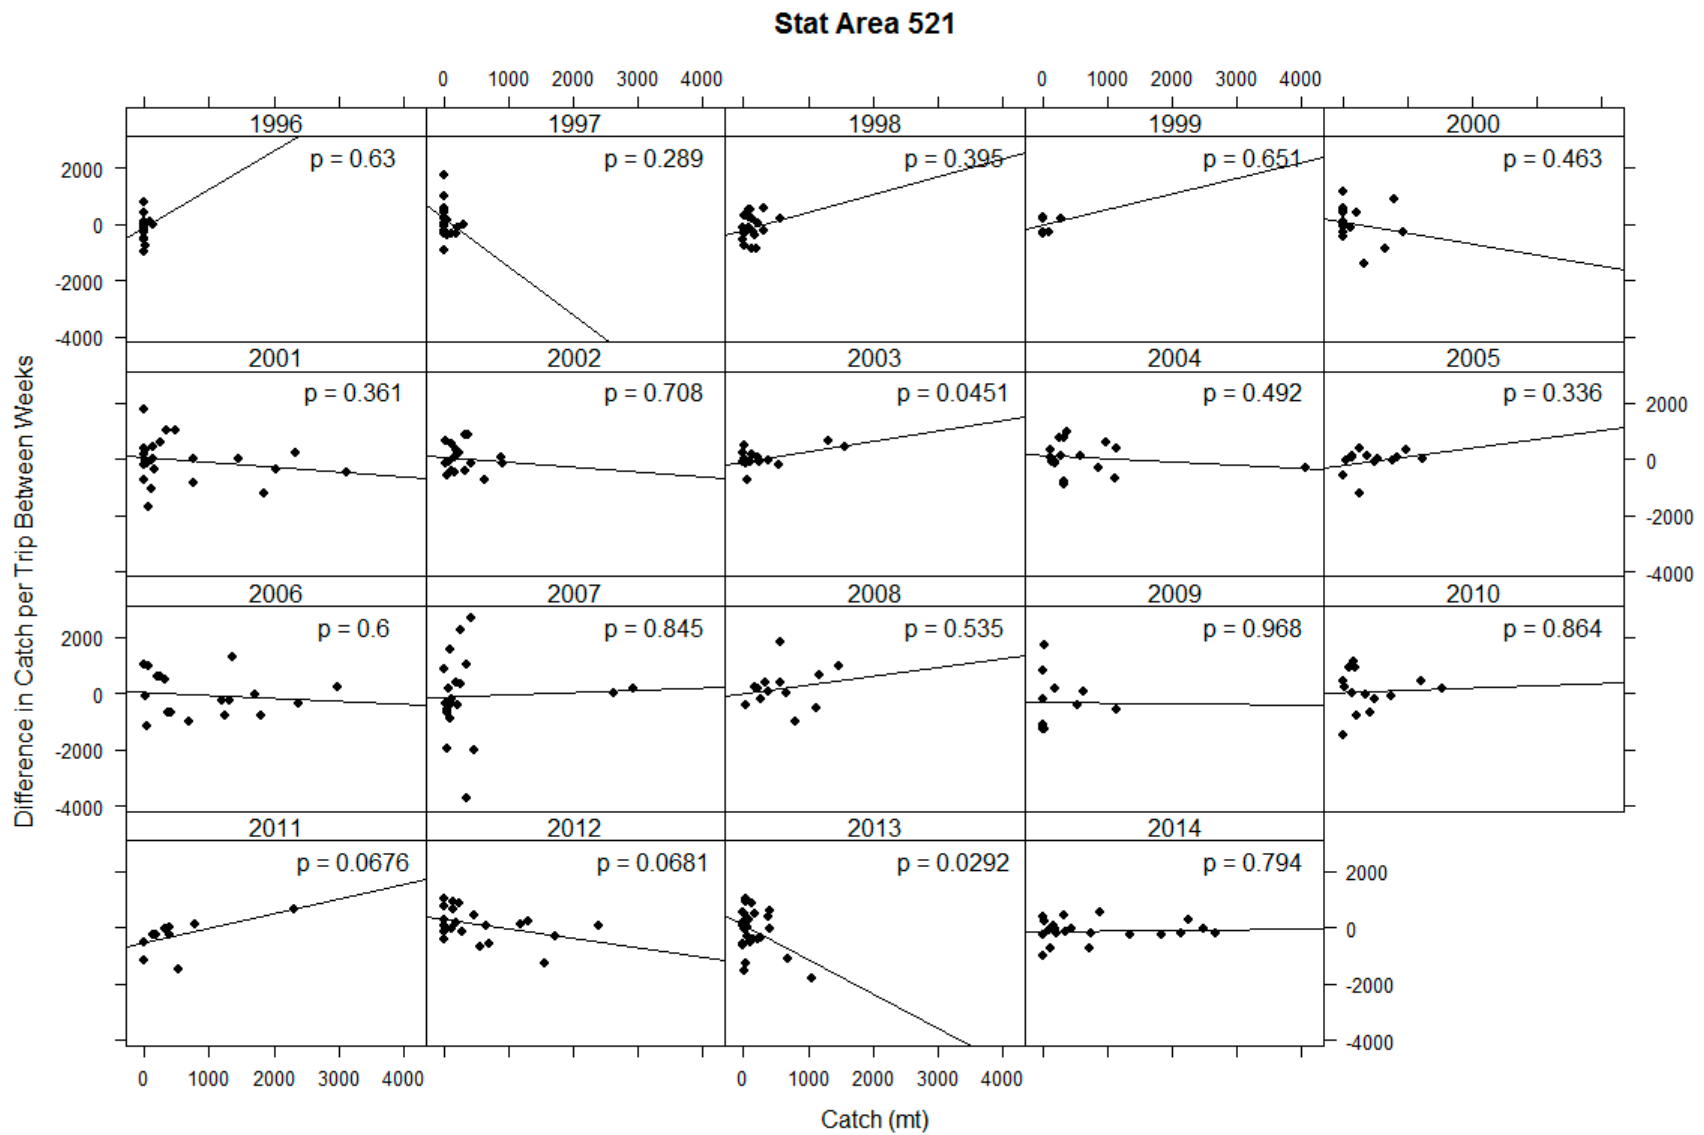 Stat Area 521
0 1000 2000 3000 4000 0 1000 2000 3000 4000
1996 1997 1998 1999 2000
p = 0.63 p = 0.289 p = 0.395 p = 0.651 p = 0.463
2000
0
-2000
-4000
2001 2002 2003 2004 2005
p = 0.361 p = 0.708 p = 0.0451 p = 0.492 p = 0.336
2000
0
-2000
-4000
2006 2007 2008 2009 2010
p = 0.6 p = 0.845 p = 0.535 p = 0.968 p = 0.864
2000
0
-2000
-4000
2011 2012 2013 2014
p = 0.0676 p = 0.0681 p = 0.0292 p = 0.794
2000
0
-2000
-4000
0 1000 2000 3000 4000 0 1000 2000 3000 4000
Catch (mt)
Difference in Catch per Trip Between Weeks